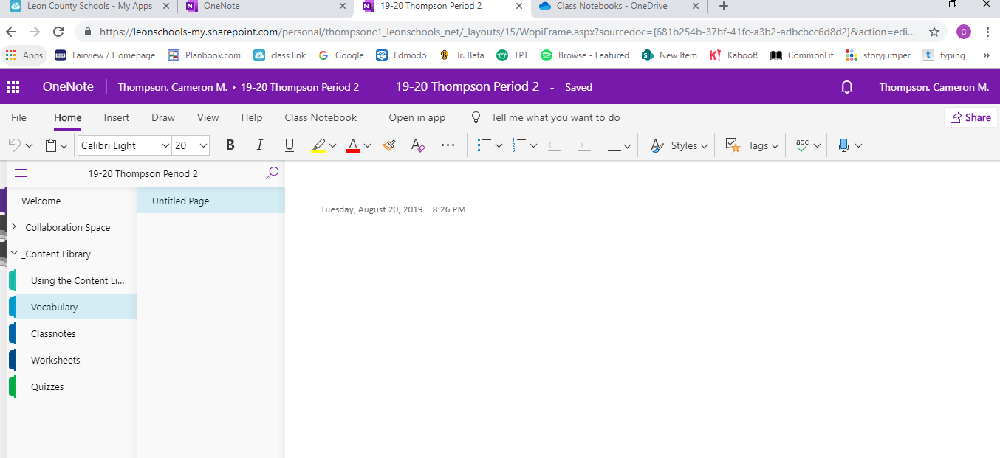 Leon County Schools - My Apps OneNote 19-20 Thompson Period 2 Class Notebooks - OneDrive
https://leonschools-my.sharepoint.com/personal/thompsonc1_leonschools_net/_layouts/15/WopiFrame.aspx?sourcedoc={681b254b-37bf-41fc-a3b2-adbcbcc6d8d2}&action=edi... C
Apps Fairview / Homepage Planbook.com class link Google Edmodo Jr. Beta TPT Browse - Featured New Item Kahoot! CommonLit storyjumper typing »
OneNote Thompson, Cameron M. 19-20 Thompson Period 2 19-20 Thompson Period 2 - Saved Thompson, Cameron M.
File Home Insert Draw View Help Class Notebook Open in app Tell me what you want to do Share
Calibri Light 20 B I U A A ... Styles Tags abc
19-20 Thompson Period 2
Welcome Untitled Page
Tuesday, August 20, 2019 8:26 PM
_Collaboration Space
_Content Library
Using the Content Li...
Vocabulary
Classnotes
Worksheets
Quizzes